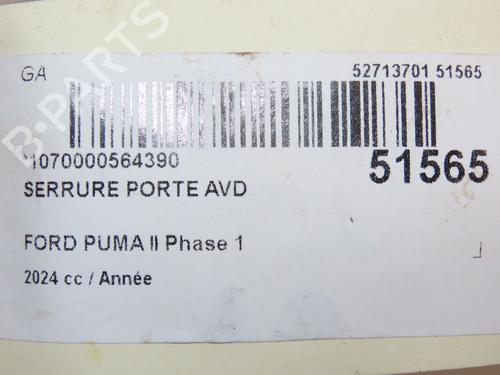 GA
52713701 51565
*1070000564390
51565
SERRURE PORTE AVD
FORD PUMA II Phase 1
2024 cc / Année
B-PARTS